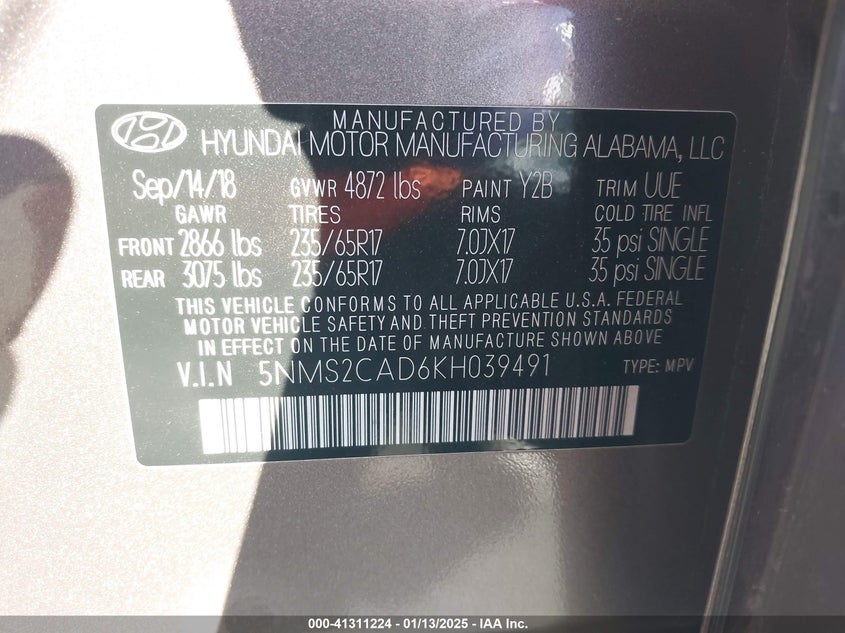 MANUFACTURED BY
HYUNDAI MOTOR MANUFACTURING ALABAMA, LLC
Sep/14/18 GVWR 4872 lbs PAINT Y2B TRIM UUE
GAWR TIRES RIMS COLD TIRE INFL
FRONT 2866 lbs 235/65R17 7.0JX17 35 psi SINGLE
REAR 3075 lbs 235/65R17 7.0JX17 35 psi SINGLE
THIS VEHICLE CONFORMS TO ALL APPLICABLE U.S.A. FEDERAL
MOTOR VEHICLE SAFETY AND THEFT PREVENTION STANDARDS
IN EFFECT ON THE DATE OF MANUFACTURE SHOWN ABOVE
V.I.N 5NMS2CAD6KH039491 TYPE: MPV
000-41311224 - 01/13/2025 - IAA Inc.